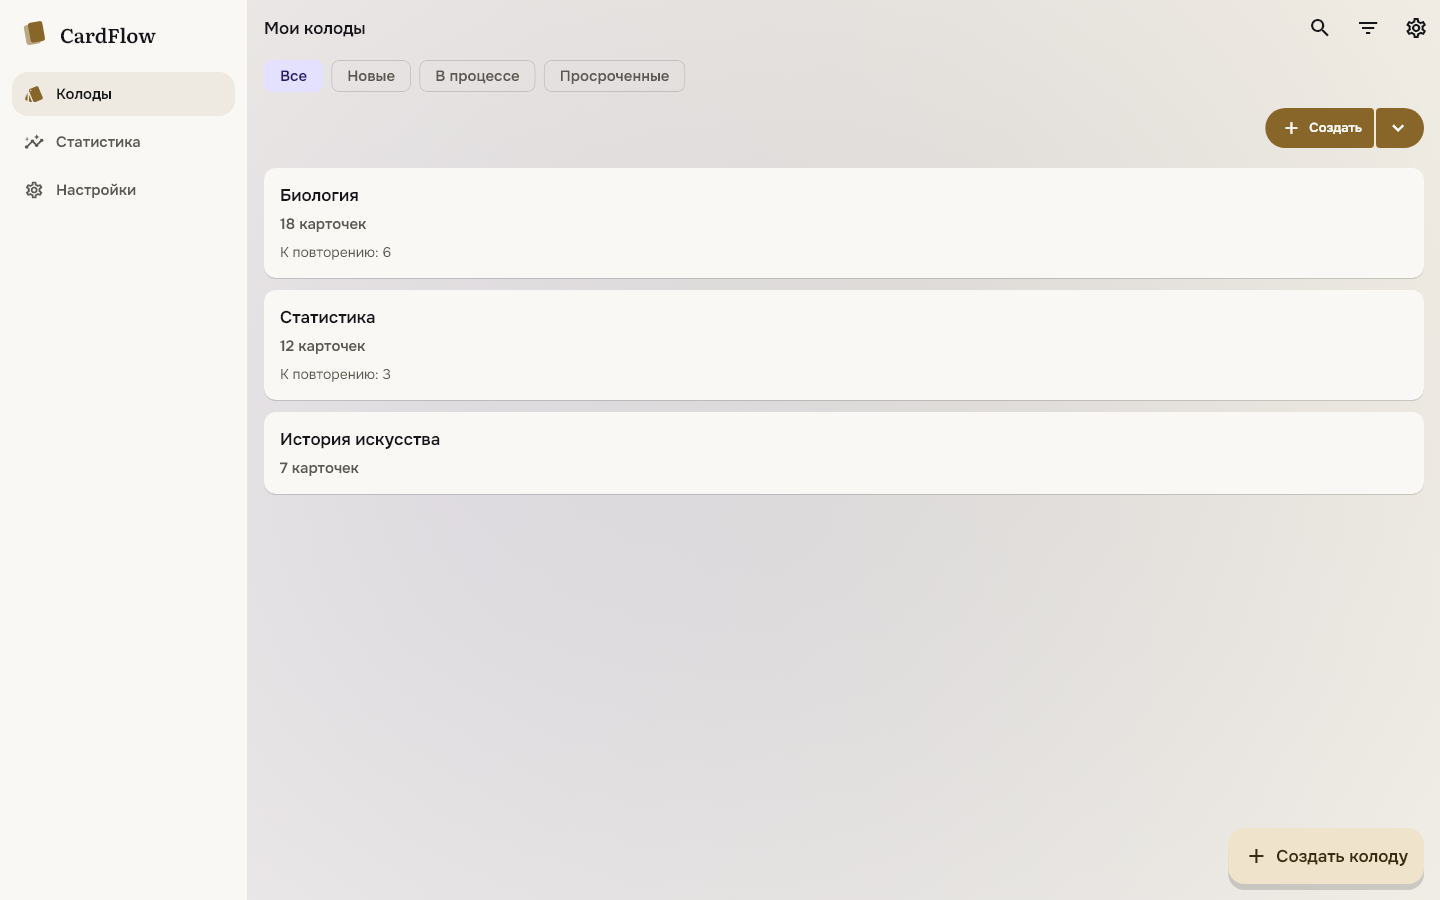 CardFlow
Колоды
Статистика
Настройки
Мои колоды
Все
Новые
В процессе
Просроченные
Создать
Биология
18 карточек
К повторению: 6
Статистика
12 карточек
К повторению: 3
История искусства
7 карточек
Создать колоду